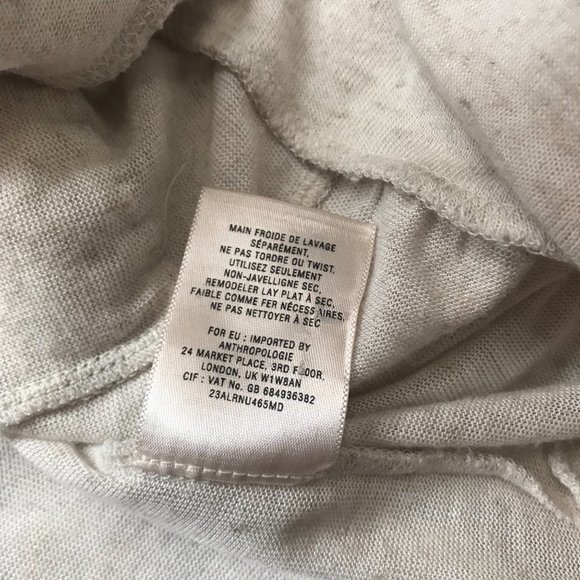 MAIN FROIDE DE LAVAGE
SÉPARÉMENT,
NE PAS TORDRE OU TWIST.
UTILISEZ SEULEMENT
NON-JAVELLIGNE SEC,
REMODELER LAY PLAT À SEC,
FAIBLE COMME FER NÉCESSAIRES,
NE PAS NETTOYER À SEC
FOR EU : IMPORTED BY
ANTHROPOLOGIE
24 MARKET PLACE, 3RD FLOOR,
LONDON, UK W1W8AN
CIF : VAT No. GB 684936382
23ALRNU465MD